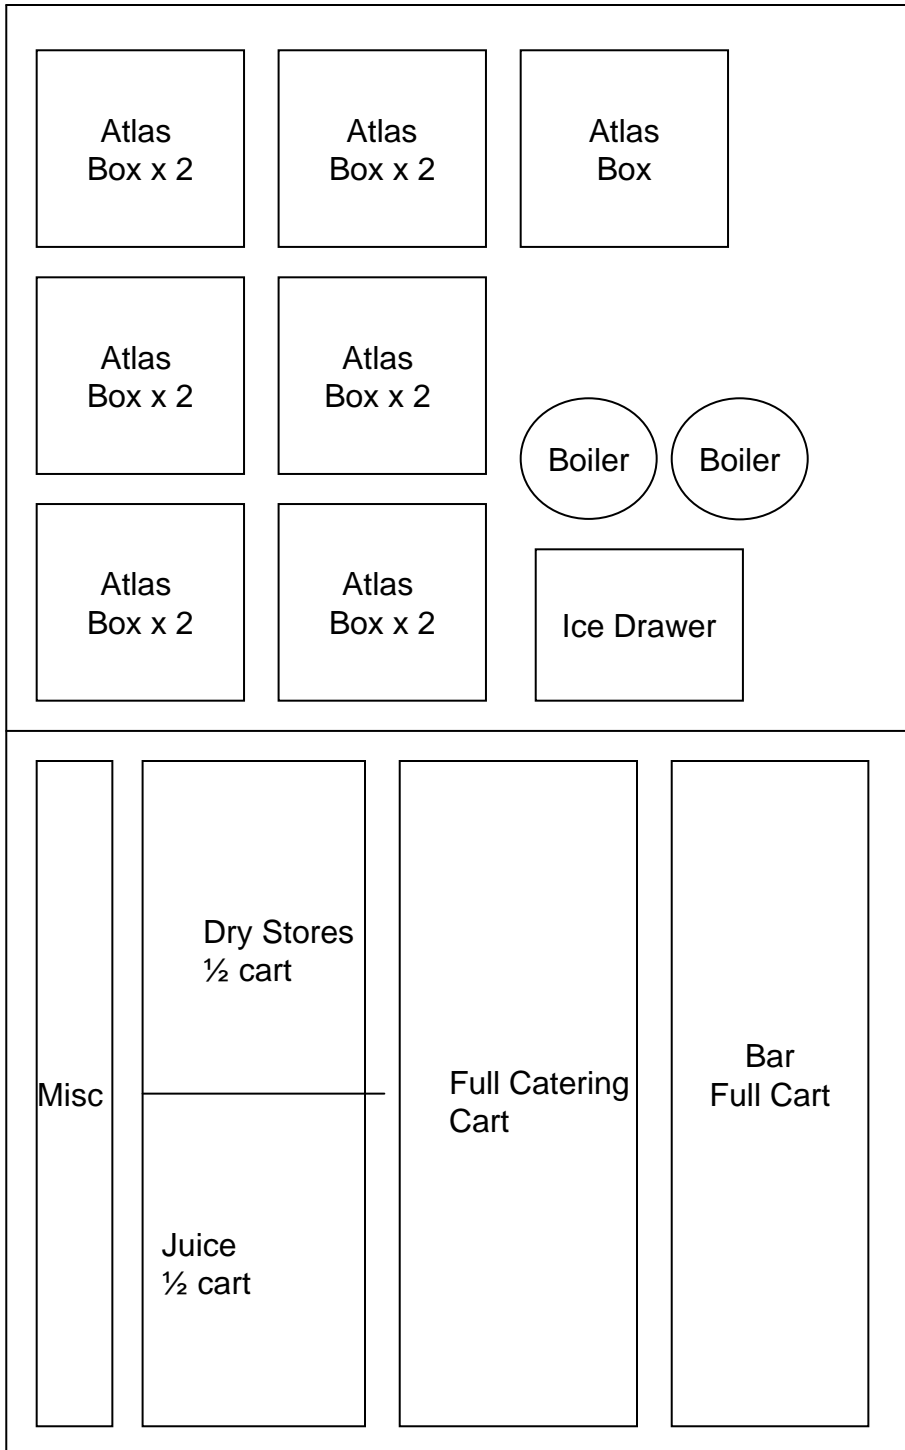 Atlas
Box x 2
Atlas
Box x 2
Atlas
Box
Atlas
Box x 2
Atlas
Box x 2
Boiler
Boiler
Atlas
Box x 2
Atlas
Box x 2
Ice Drawer
Misc
Dry Stores
½ cart
Juice
½ cart
Full Catering
Cart
Bar
Full Cart